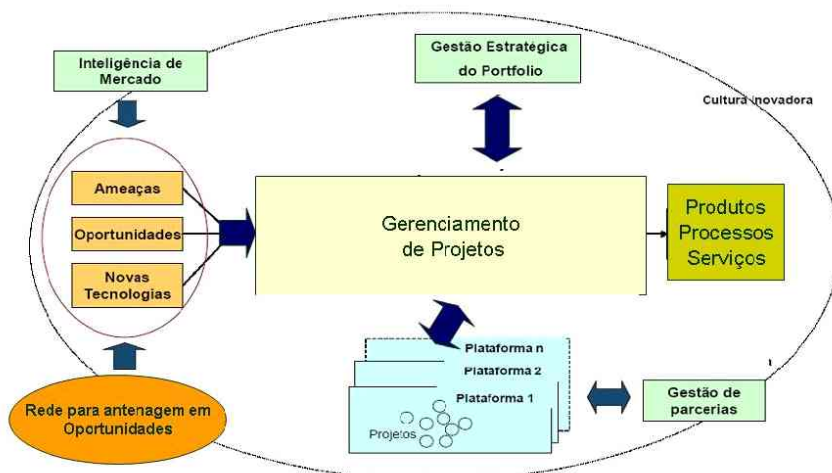 Inteligência de
Mercado
Gestão Estratégica
do Portfolio
Cultura inovadora
Ameaças
Oportunidades
Novas
Tecnologias
Gerenciamento
de Projetos
Produtos
Processos
Serviços
Plataforma n
Plataforma 2
Plataforma 1
Projetos
Gestão de
parcerias
Rede para antenagem em
Oportunidades